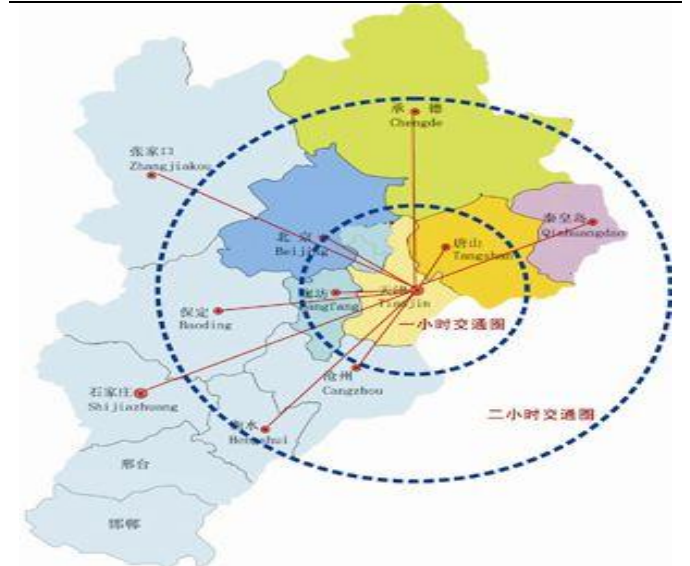 承 德
Chengde
张家口
Zhangjiakou
秦皇岛
Qizhuangdao
北 京
Beijing
唐山
Tangshan
天津
Tianjin
廊坊
保定
Baoding
一小时交通圈
沧州
Cangzhou
石家庄
Shijiazhuang
二小时交通圈
衡水
Hengshui
邢台
邯郸